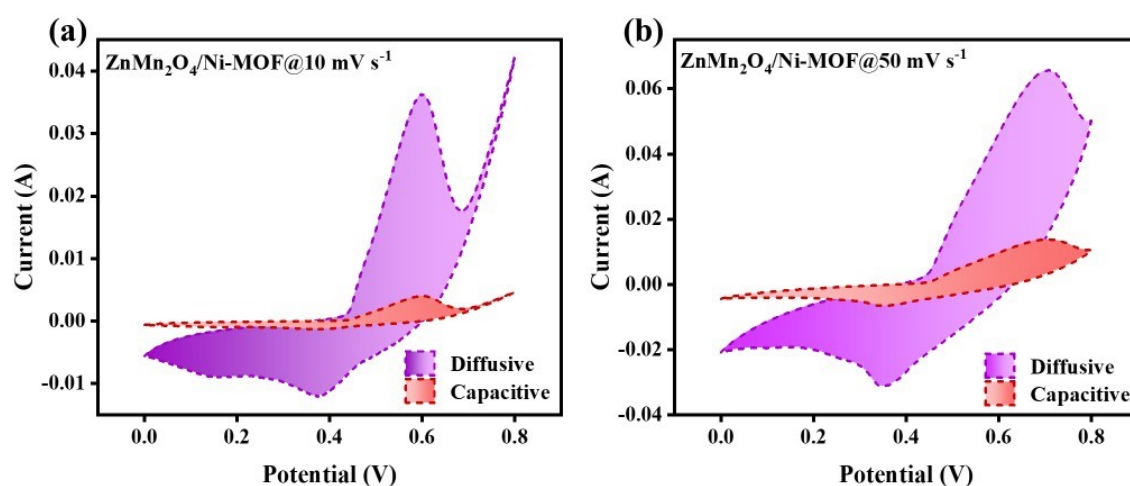 (a)
ZnMn₂O₄/Ni-MOF@10 mV s⁻¹
Current (A)
0.04
0.03
0.02
0.01
0.00
-0.01
Diffusive
Capacitive
0.0 0.2 0.4 0.6 0.8
Potential (V)
(b)
ZnMn₂O₄/Ni-MOF@50 mV s⁻¹
Current (A)
0.06
0.04
0.02
0.00
-0.02
-0.04
Diffusive
Capacitive
0.0 0.2 0.4 0.6 0.8
Potential (V)